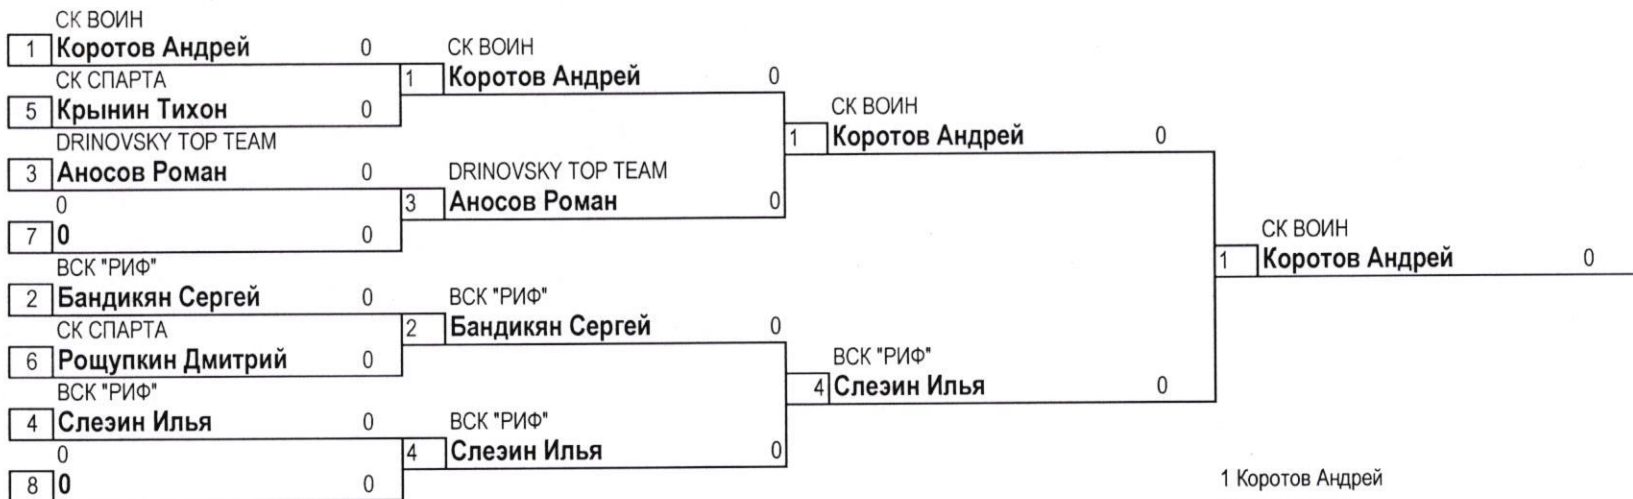 СК ВОИН
1 Коротов Андрей 0
СК СПАРТА
5 Крынин Тихон 0
DRINOVSKY TOP TEAM
3 Аносов Роман 0
0
7 0 0
ВСК "РИФ"
2 Бандикян Сергей 0
СК СПАРТА
6 Рощупкин Дмитрий 0
ВСК "РИФ"
4 Слезин Илья 0
0
8 0 0
СК ВОИН
1 Коротов Андрей 0
DRINOVSKY TOP TEAM
3 Аносов Роман 0
ВСК "РИФ"
2 Бандикян Сергей 0
ВСК "РИФ"
4 Слезин Илья 0
СК ВОИН
1 Коротов Андрей 0
ВСК "РИФ"
4 Слезин Илья 0
СК ВОИН
1 Коротов Андрей 0
1 Коротов Андрей